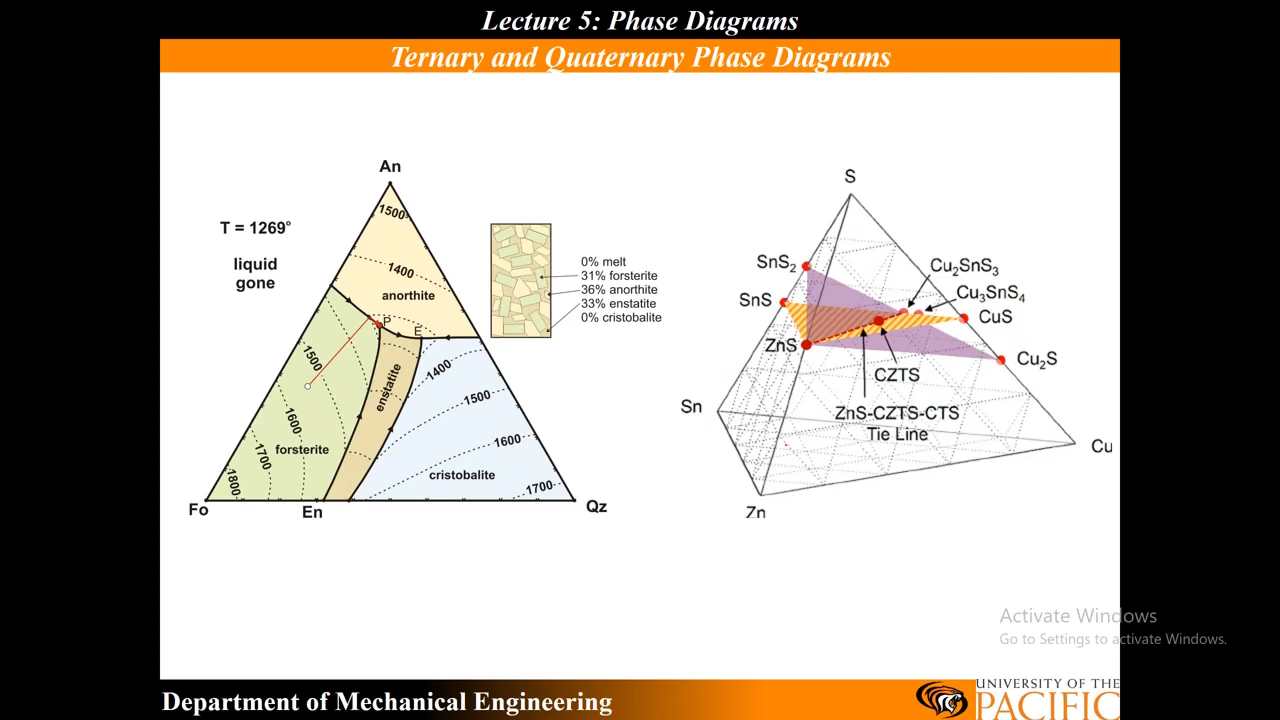 Lecture 5: Phase Diagrams
Ternary and Quaternary Phase Diagrams
An
T = 1269°
liquid
gone
1500
1400
anorthite
P
E
1500
1600
1700
1800
forsterite
enstatite
1400
1500
1600
cristobalite
1700
Fo
En
Qz
0% melt
31% forsterite
36% anorthite
33% enstatite
0% cristobalite
S
SnS2
SnS
ZnS
Cu2SnS3
Cu3SnS4
CuS
Cu2S
CZTS
ZnS-CZTS-CTS
Tie Line
Sn
Cu
Zn
Activate Windows
Go to Settings to activate Windows.
Department of Mechanical Engineering
UNIVERSITY OF THE
PACIFIC